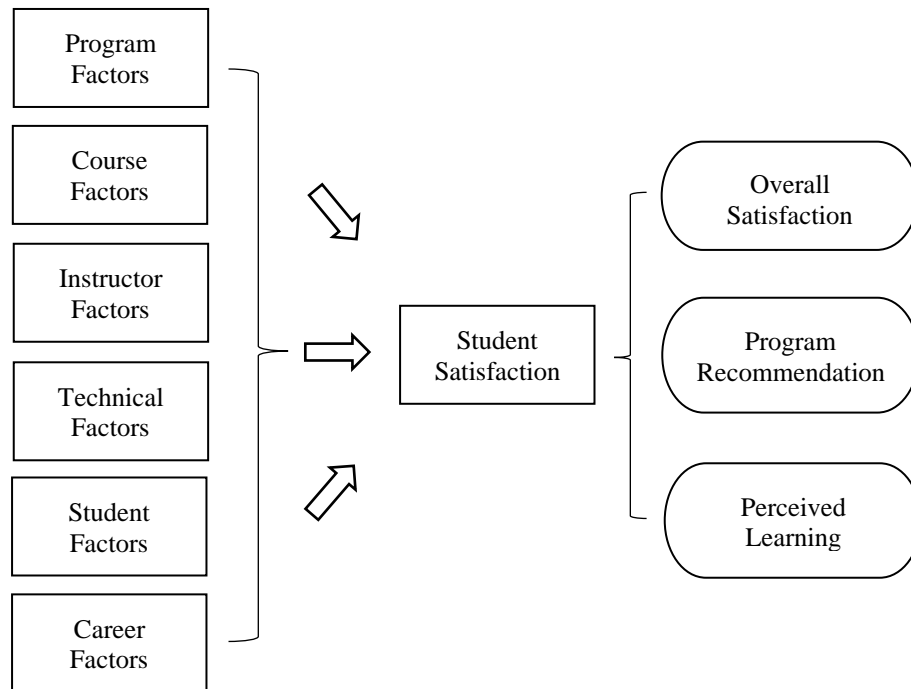 Program
Factors
Course
Factors
Instructor
Factors
Technical
Factors
Student
Factors
Career
Factors
Student
Satisfaction
Overall
Satisfaction
Program
Recommendation
Perceived
Learning